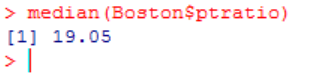 > median(Boston$ptratio)
[1] 19.05
>